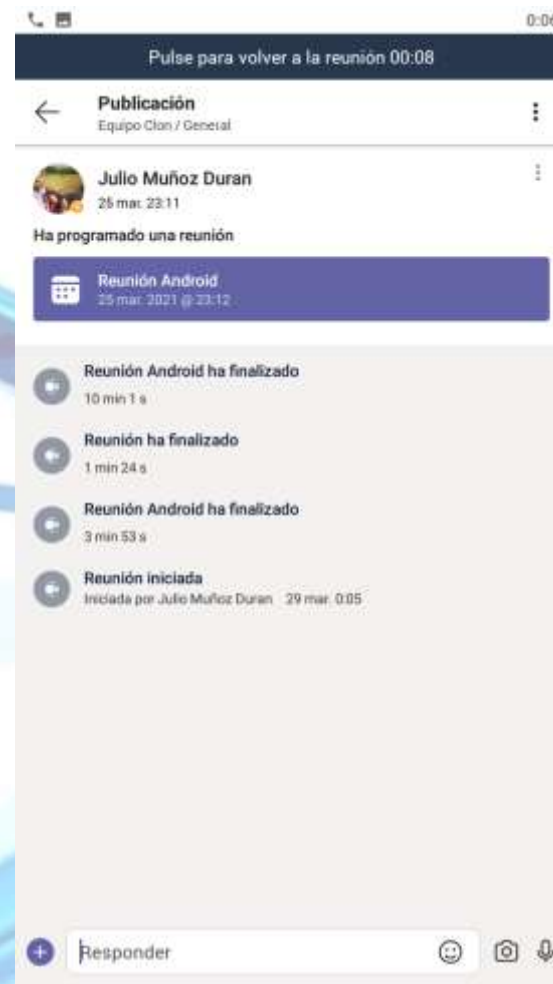 0:06
Pulse para volver a la reunión 00:08
Publicación
Equipo Clon / General
Julio Muñoz Duran
25 mar. 23:11
Ha programado una reunión
Reunión Android
25 mar. 2021 @ 23:12
Reunión Android ha finalizado
10 min 1 s
Reunión ha finalizado
1 min 24 s
Reunión Android ha finalizado
3 min 53 s
Reunión iniciada
Iniciada por Julio Muñoz Duran 29 mar. 0:05
Responder